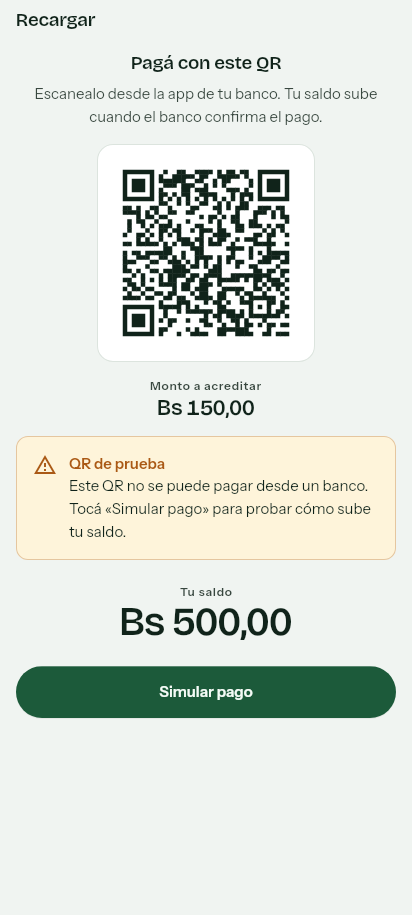 Recargar
Pagá con este QR
Escanealo desde la app de tu banco. Tu saldo sube
cuando el banco confirma el pago.
Monto a acreditar
Bs 150,00
QR de prueba
Este QR no se puede pagar desde un banco.
Tocá «Simular pago» para probar cómo sube
tu saldo.
Tu saldo
Bs 500,00
Simular pago